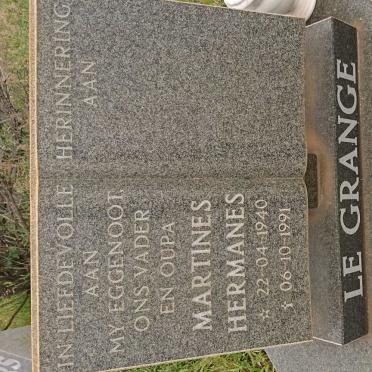 IN LIEFDEVOLLE HERINNERING
AAN
MY EGGENOOT,
ONS VADER
EN OUPA
MARTINES
HERMANES
☆ 22-04-1940
06-10-1991
AAN
LE GRANGE